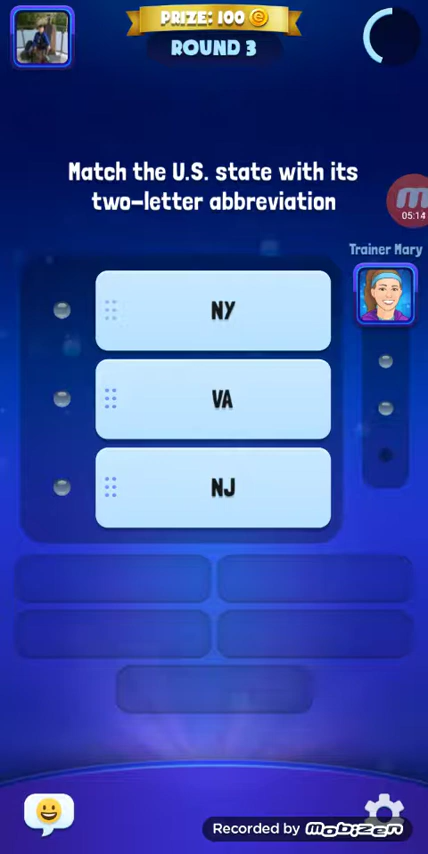 PRIZE: 100
ROUND 3
Match the U.S. state with its
two-letter abbreviation
05:14
Trainer Mary
NY
VA
NJ
Recorded by mobizen